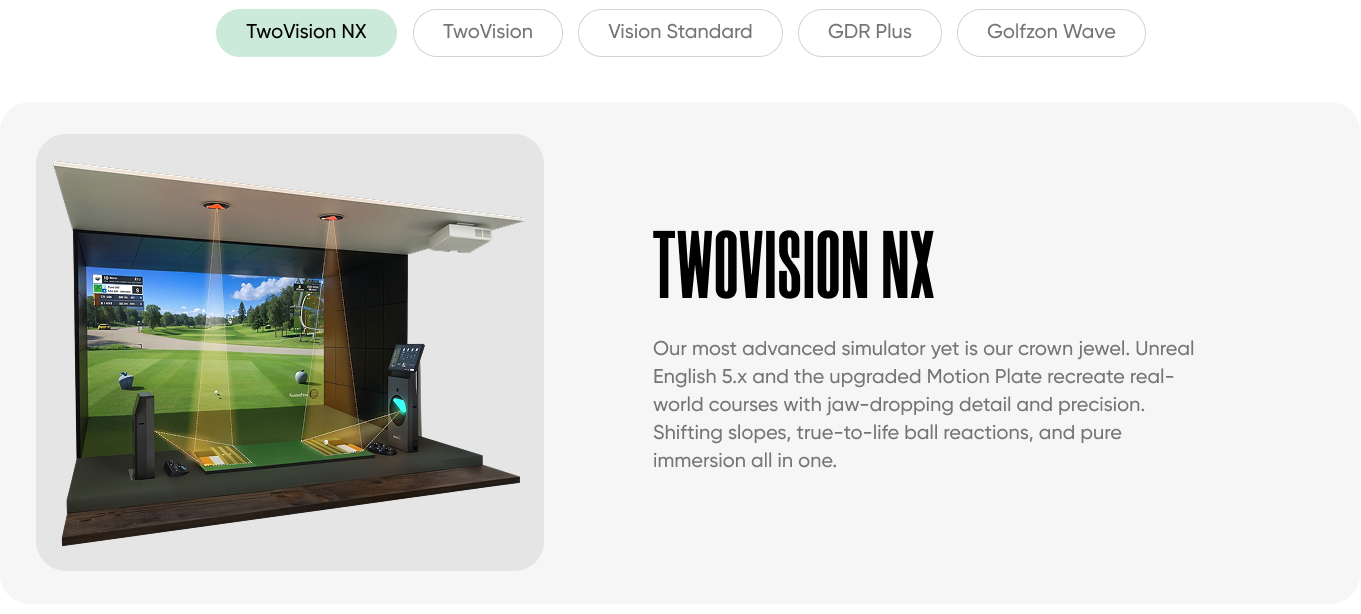 TwoVision NX
TwoVision
Vision Standard
GDR Plus
Golfzon Wave
TWOVISION NX
Our most advanced simulator yet is our crown jewel. Unreal
English 5.x and the upgraded Motion Plate recreate real-
world courses with jaw-dropping detail and precision.
Shifting slopes, true-to-life ball reactions, and pure
immersion all in one.